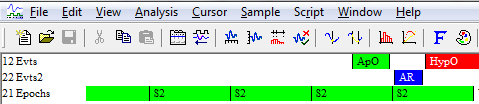 File Edit View Analysis Cursor Sample Script Window Help
12 Evts ApO HypO
22 Evts2 AR
21 Epochs S2 S2 S2 S2